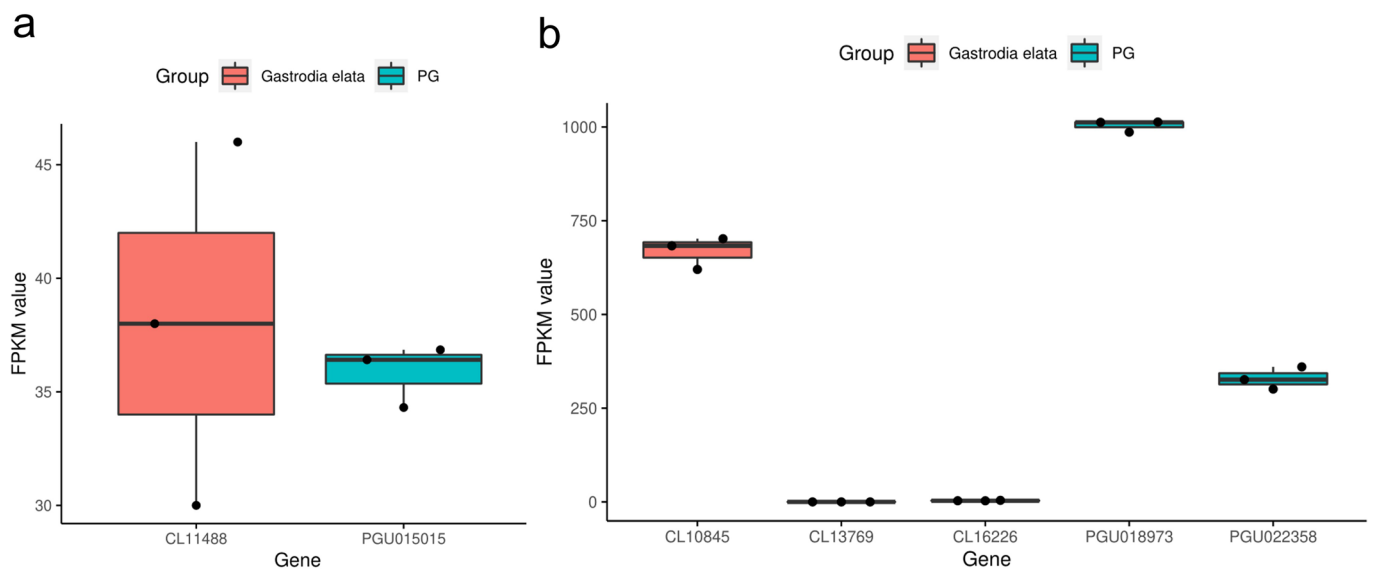 a
Group Gastrodia elata PG
FPKM value
45
40
35
30
CL11488 PGU015015
Gene
b
Group Gastrodia elata PG
FPKM value
1000
750
500
250
0
CL10845 CL13769 CL16226 PGU018973 PGU022358
Gene